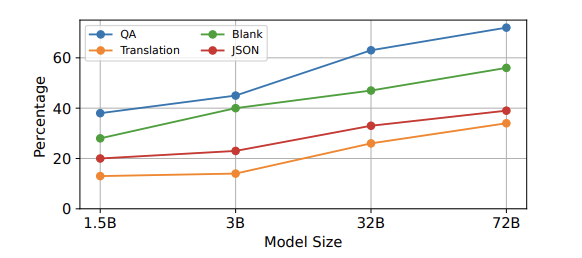 QA
Translation
Blank
JSON
Percentage
60
40
20
0
1.5B
3B
32B
72B
Model Size